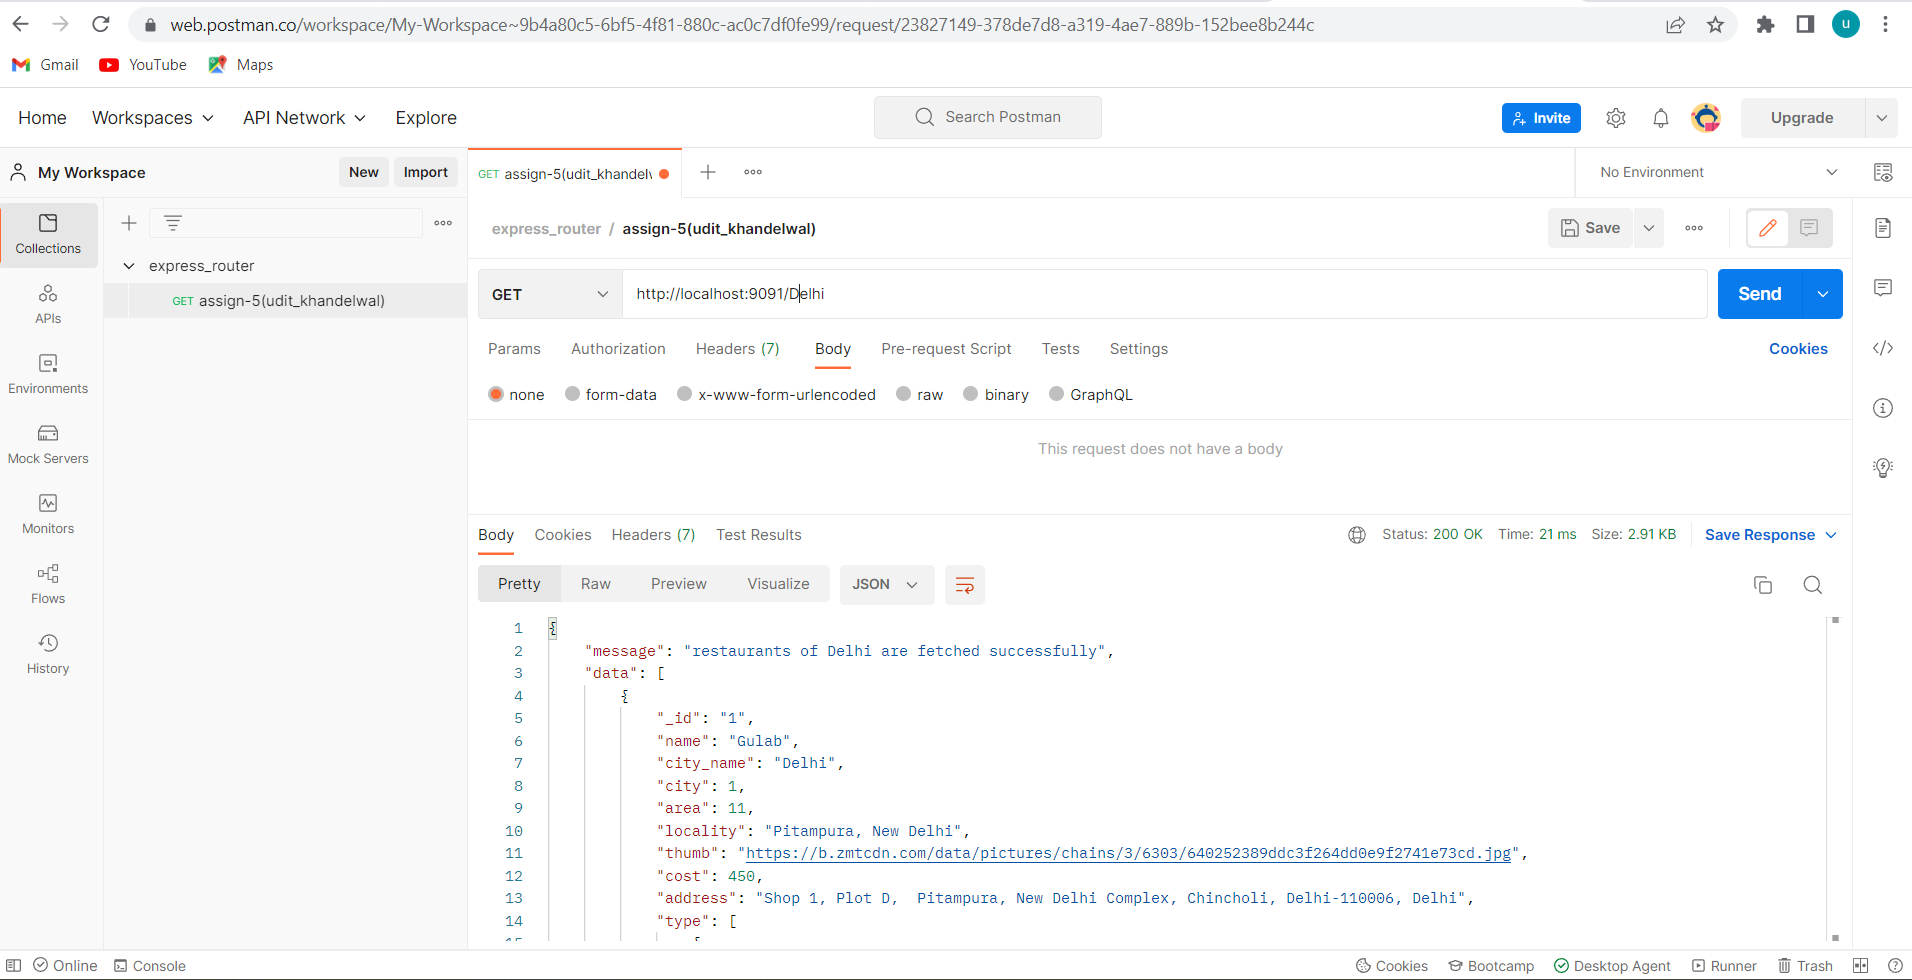 web.postman.co/workspace/My-Workspace~9b4a80c5-6bf5-4f81-880c-ac0c7df0fe99/request/23827149-378de7d8-a319-4ae7-889b-152bee8b244c
u
Gmail YouTube Maps
Home Workspaces API Network Explore Search Postman Invite Upgrade
My Workspace New Import
GET assign-5(udit_khandelw
No Environment
Collections
APIs
Environments
Mock Servers
Monitors
Flows
History
express_router
GET assign-5(udit_khandelwal)
express_router / assign-5(udit_khandelwal) Save
GET http://localhost:9091/Delhi Send
Params Authorization Headers (7) Body Pre-request Script Tests Settings Cookies
none form-data x-www-form-urlencoded raw binary GraphQL
This request does not have a body
Body Cookies Headers (7) Test Results Status: 200 OK Time: 21 ms Size: 2.91 KB Save Response
Pretty Raw Preview Visualize JSON
1 {
2 "message": "restaurants of Delhi are fetched successfully",
3 "data": [
4 {
5 "_id": "1",
6 "name": "Gulab",
7 "city_name": "Delhi",
8 "city": 1,
9 "area": 11,
10 "locality": "Pitampura, New Delhi",
11 "thumb": "https://b.zmtcdn.com/data/pictures/chains/3/6303/640252389ddc3f264dd0e9f2741e73cd.jpg",
12 "cost": 450,
13 "address": "Shop 1, Plot D,  Pitampura, New Delhi Complex, Chincholi, Delhi-110006, Delhi",
14 "type": [
Online Console Cookies Bootcamp Desktop Agent Runner Trash